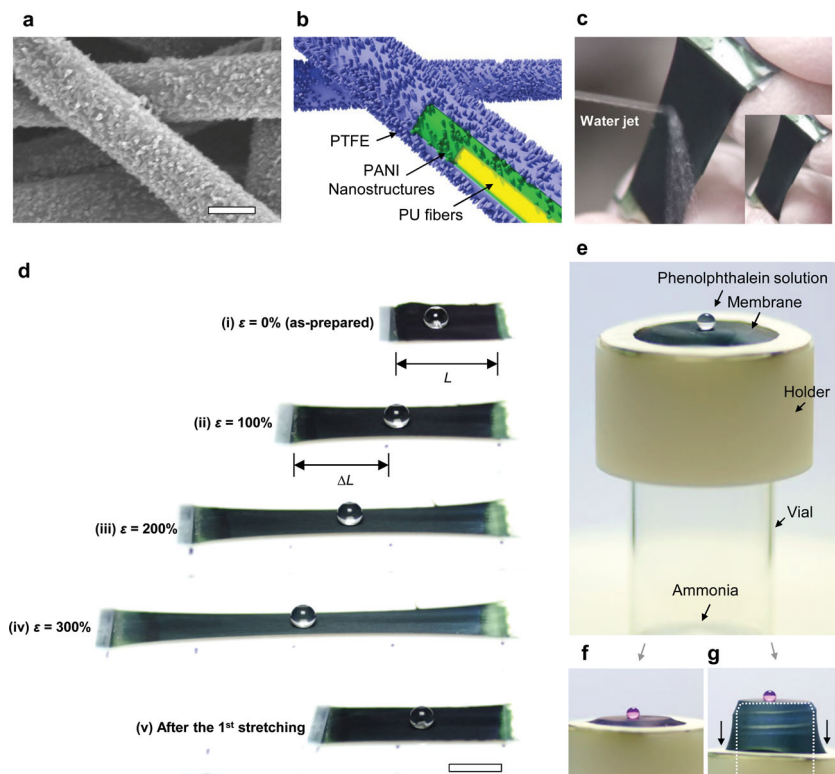 a
b
c
PTFE
PANI
Nanostructures
PU fibers
Water jet
d
(i) ε = 0% (as-prepared)
L
(ii) ε = 100%
ΔL
(iii) ε = 200%
(iv) ε = 300%
(v) After the 1st stretching
e
Phenolphthalein solution
Membrane
Holder
Vial
Ammonia
f
g